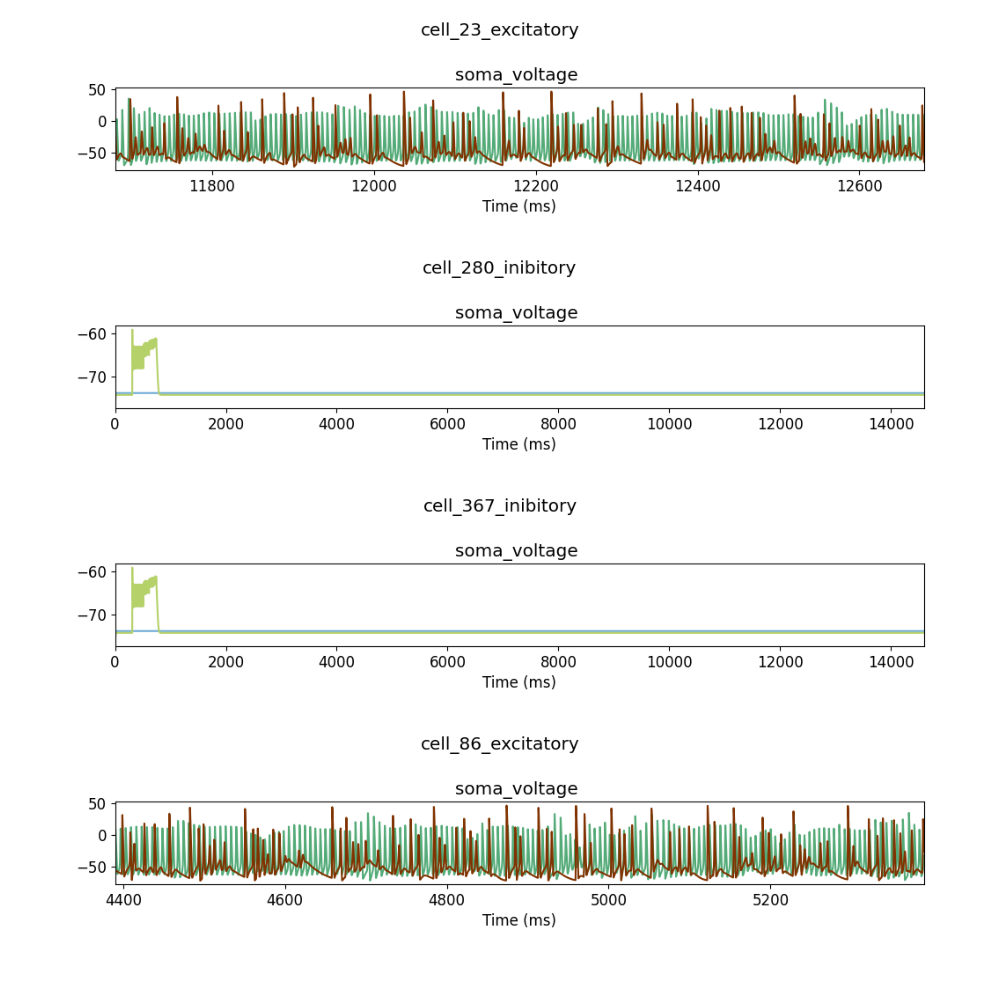 cell_23_excitatory
soma_voltage
50
0
−50
11800 12000 12200 12400 12600
Time (ms)
cell_280_inibitory
soma_voltage
−60
−70
0 2000 4000 6000 8000 10000 12000 14000
Time (ms)
cell_367_inibitory
soma_voltage
−60
−70
0 2000 4000 6000 8000 10000 12000 14000
Time (ms)
cell_86_excitatory
soma_voltage
50
0
−50
4400 4600 4800 5000 5200
Time (ms)